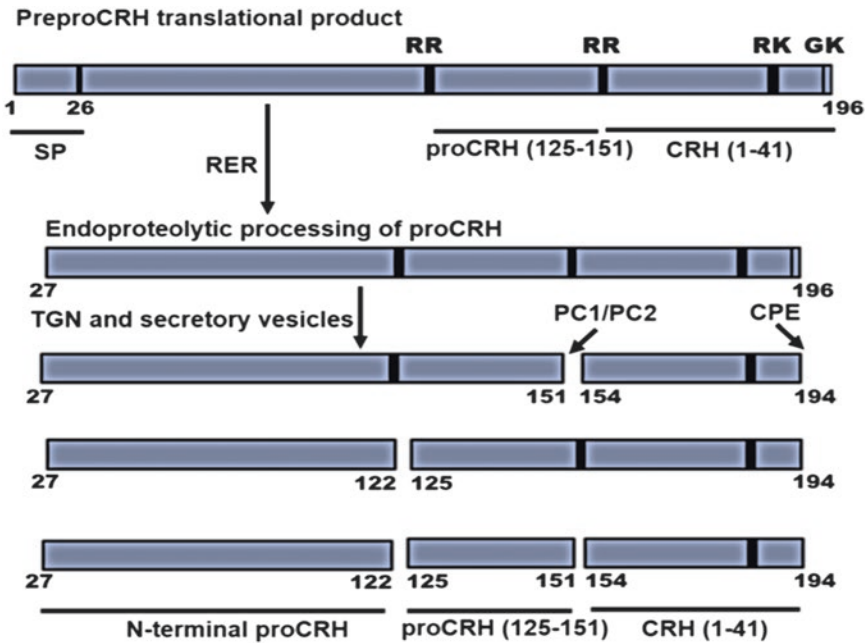 PreproCRH translational product
RR RR RK GK
1 26 196
SP proCRH (125-151) CRH (1-41)
RER
Endoproteolytic processing of proCRH
27 196
TGN and secretory vesicles PC1/PC2 CPE
27 151 154 194
27 122 125 194
27 122 125 151 154 194
N-terminal proCRH proCRH (125-151) CRH (1-41)